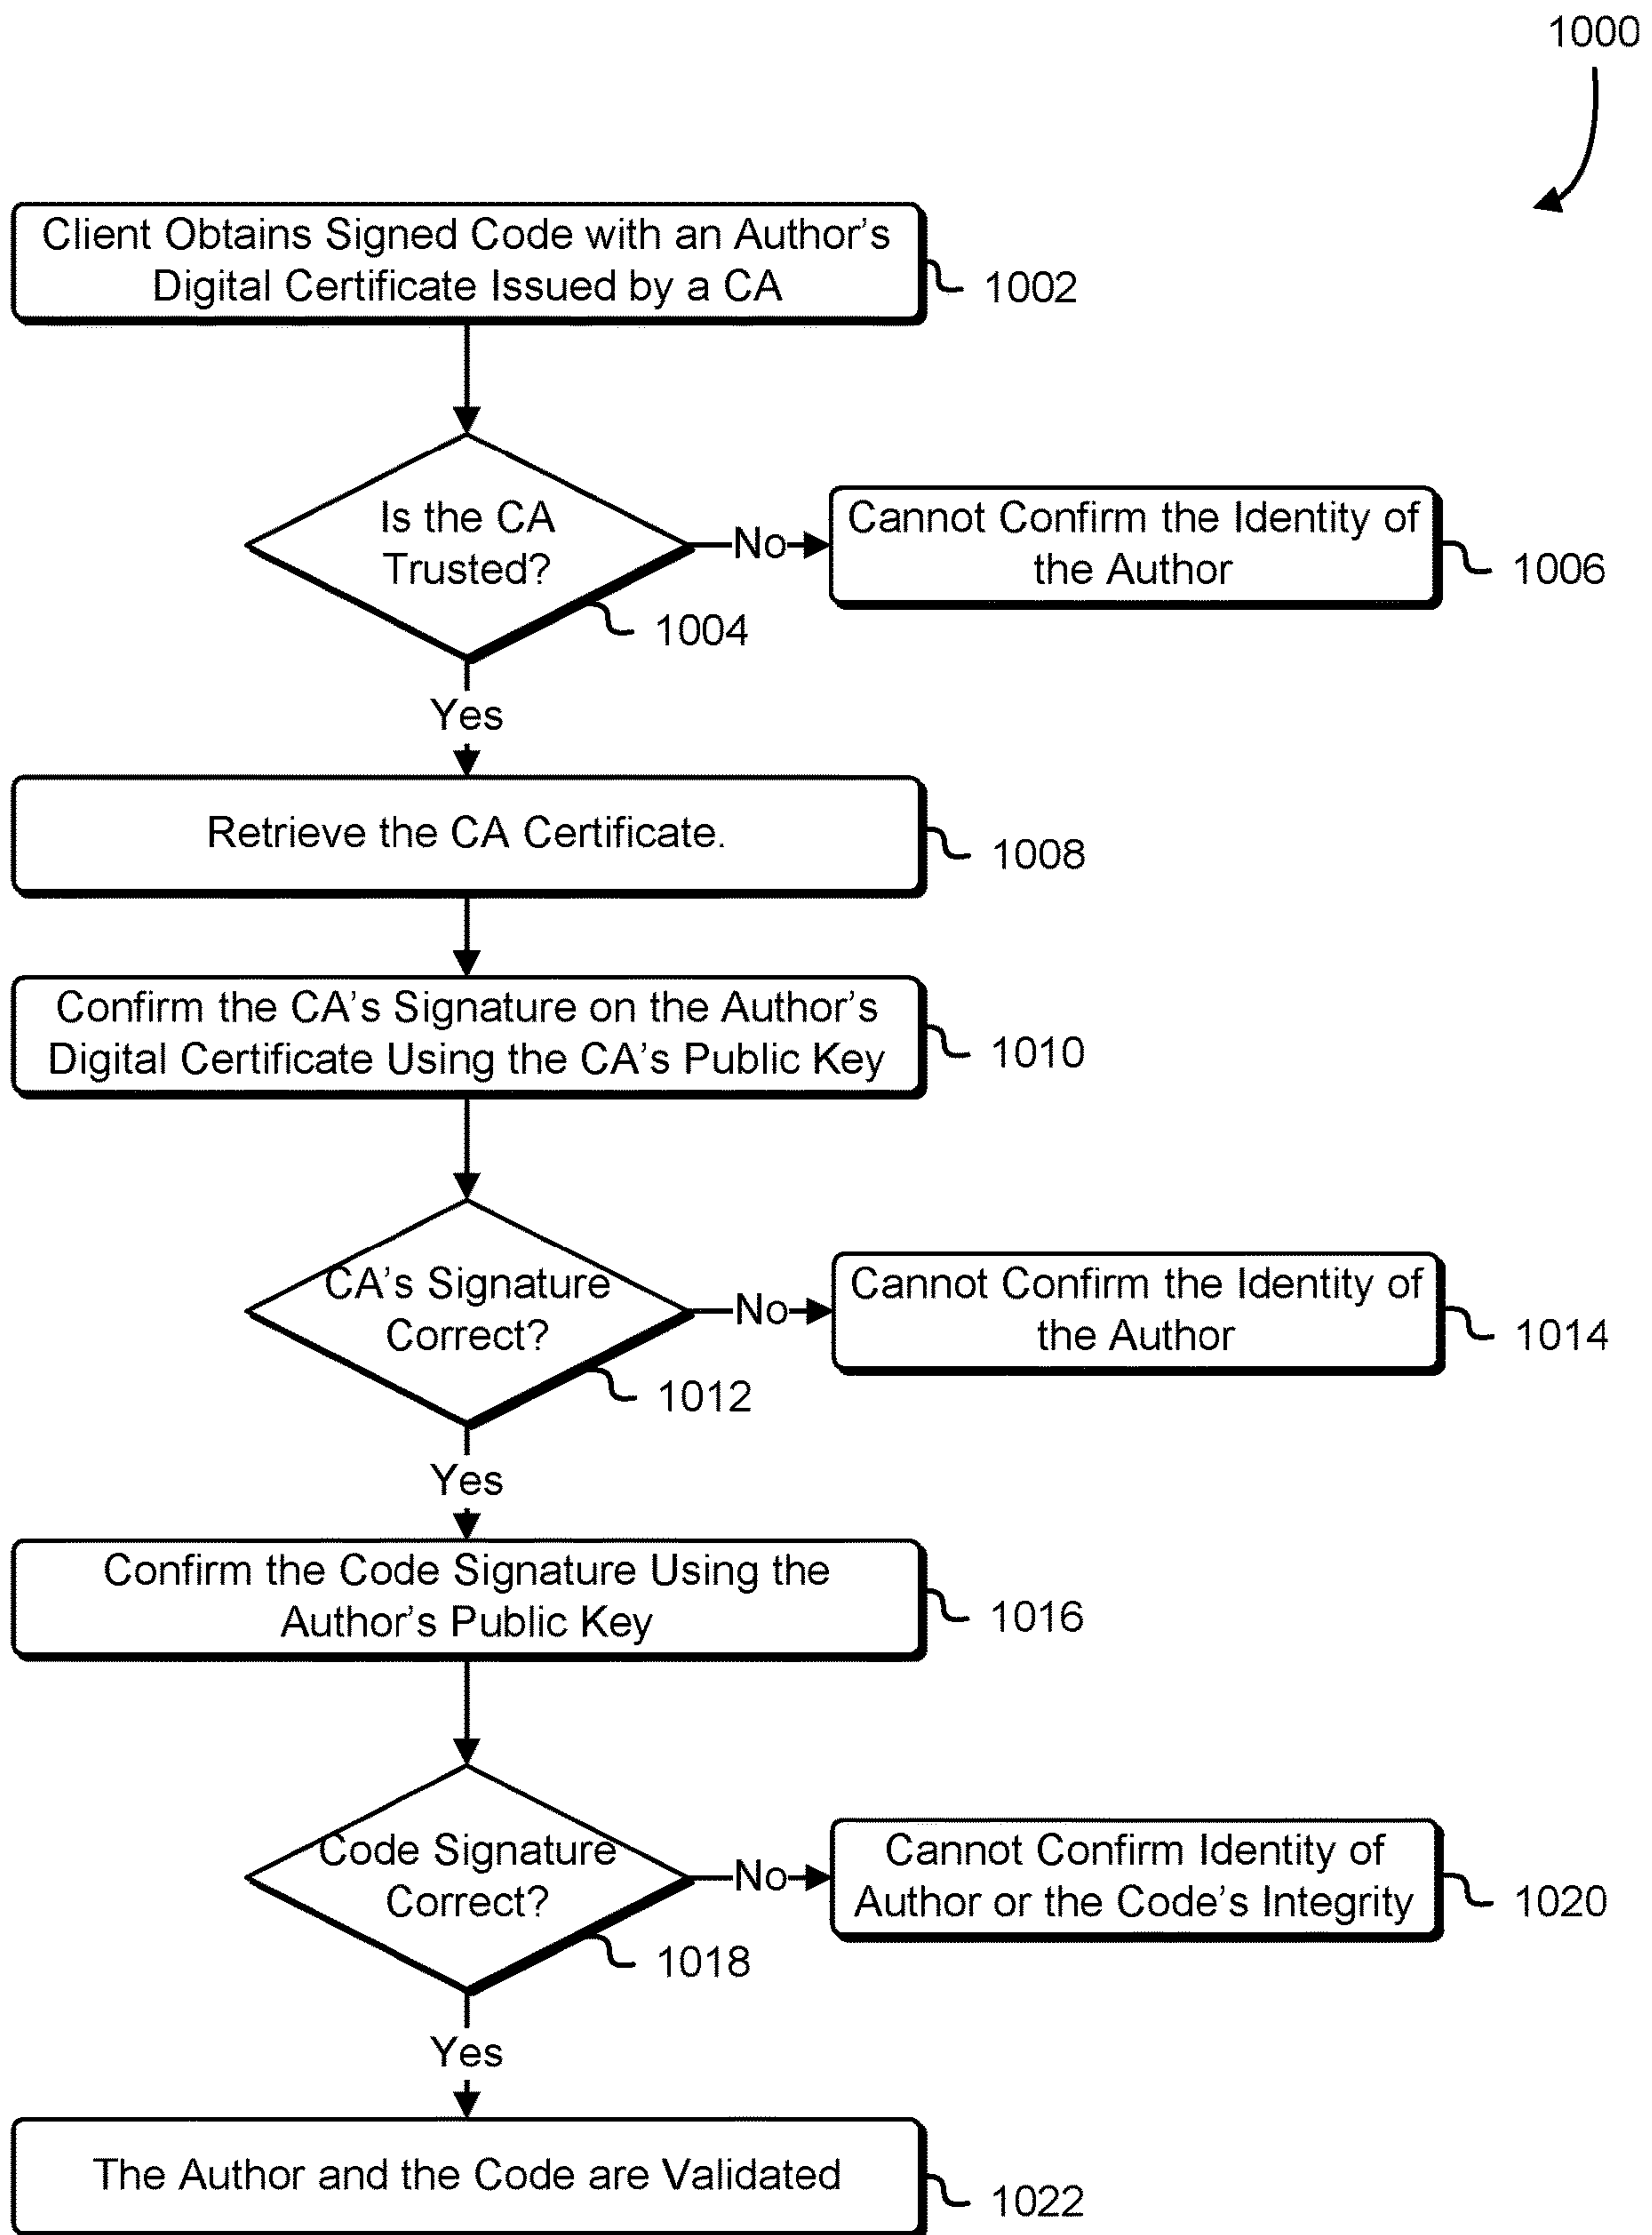 1000
Client Obtains Signed Code with an Author's
Digital Certificate Issued by a CA
1002
Is the CA
Trusted?
1004
No
Cannot Confirm the Identity of
the Author
1006
Yes
Retrieve the CA Certificate.
1008
Confirm the CA's Signature on the Author's
Digital Certificate Using the CA's Public Key
1010
CA's Signature
Correct?
1012
No
Cannot Confirm the Identity of
the Author
1014
Yes
Confirm the Code Signature Using the
Author's Public Key
1016
Code Signature
Correct?
1018
No
Cannot Confirm Identity of
Author or the Code's Integrity
1020
Yes
The Author and the Code are Validated
1022